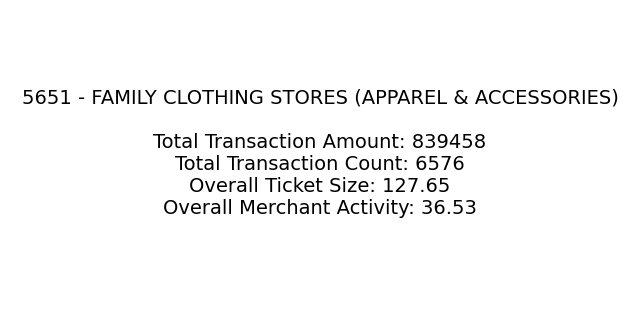 5651 - FAMILY CLOTHING STORES (APPAREL & ACCESSORIES)
Total Transaction Amount: 839458
Total Transaction Count: 6576
Overall Ticket Size: 127.65
Overall Merchant Activity: 36.53